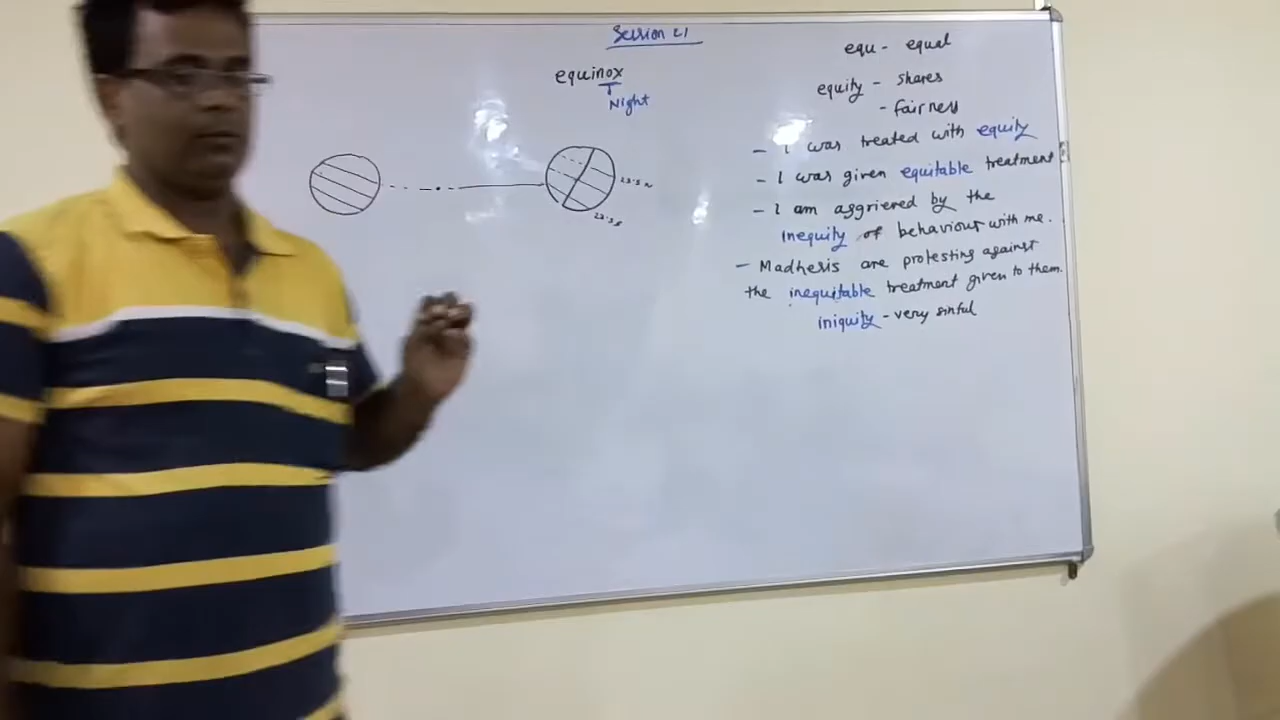 Session 21
equinox
Night
23.5 N
23.5 S
equ - equal
equity - shares
- fairness
- I was treated with equity
- I was given equitable treatment
- I am aggrieved by the
inequity of behaviour with me.
- Madhesis are protesting against
the inequitable treatment given to them.
iniquity - very sinful